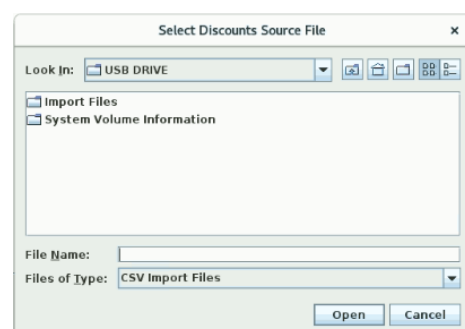 Select Discounts Source File
Look In: USB DRIVE
Import Files
System Volume Information
File Name:
Files of Type: CSV Import Files
Open Cancel